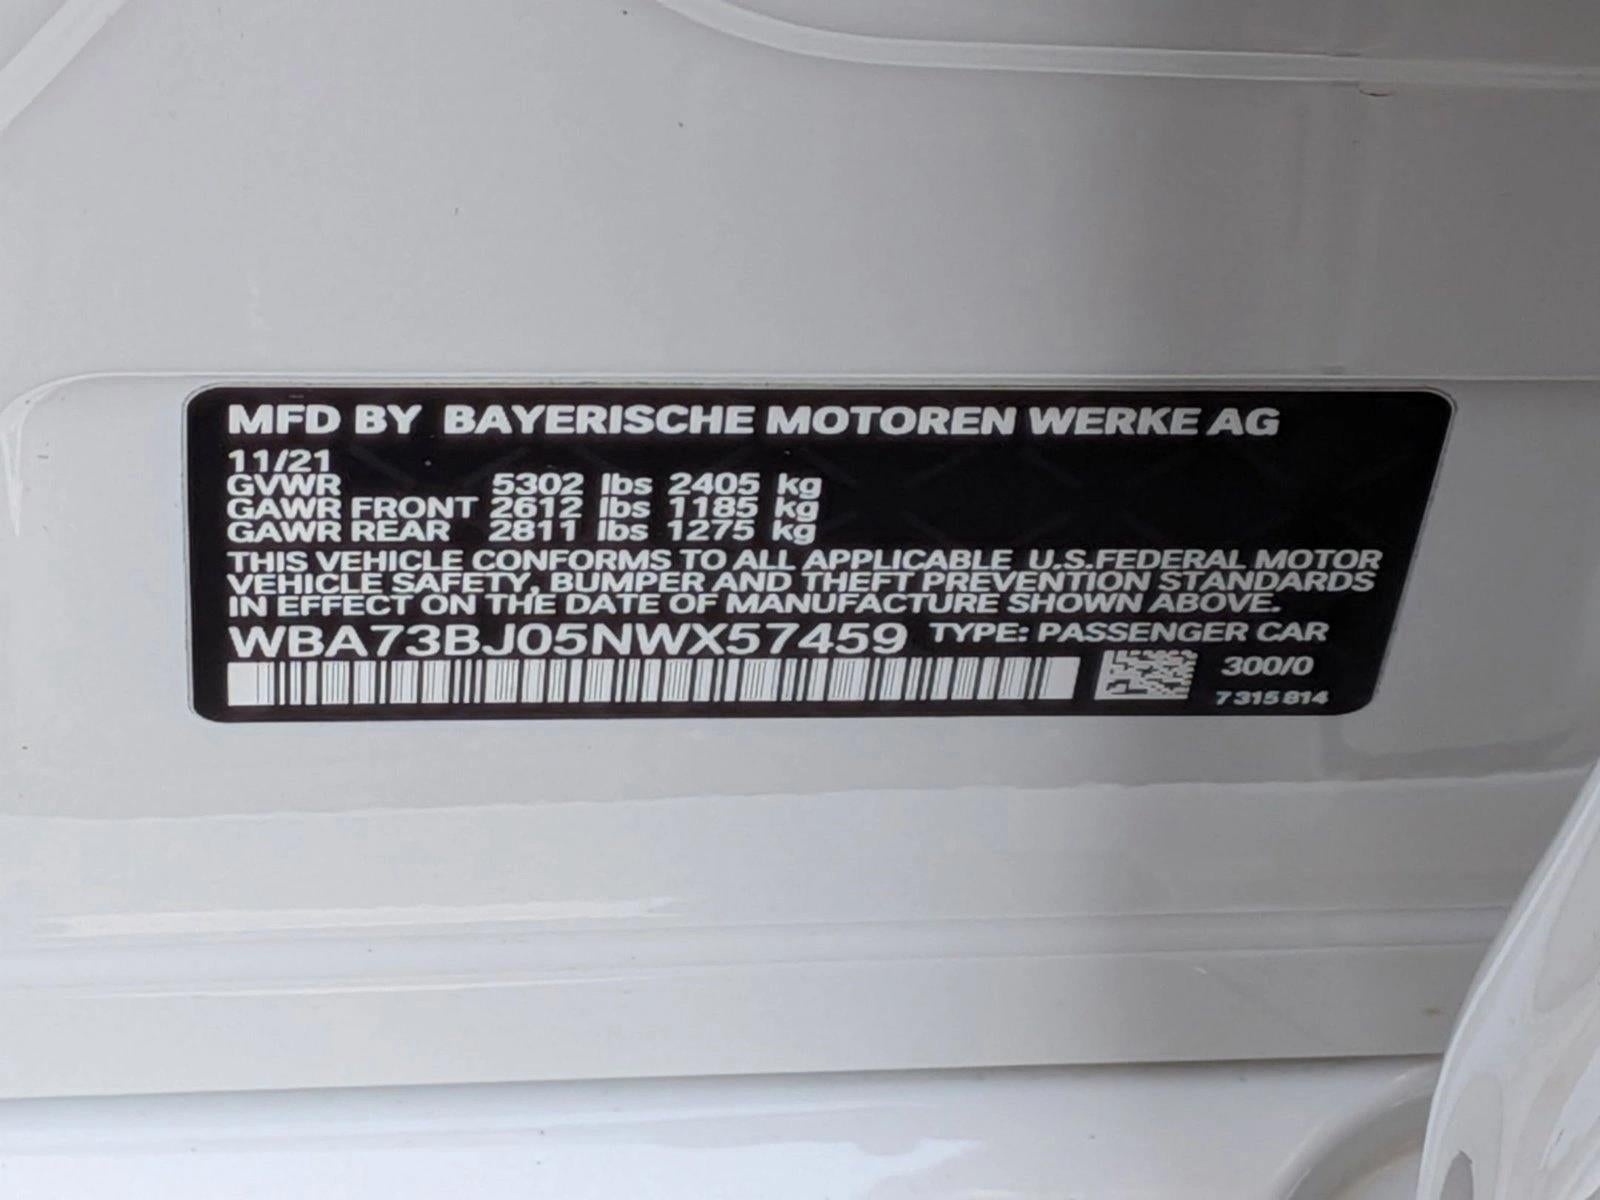 MFD BY BAYERISCHE MOTOREN WERKE AG
11/21
GVWR 5302 lbs 2405 kg
GAWR FRONT 2612 lbs 1185 kg
GAWR REAR 2811 lbs 1275 kg
THIS VEHICLE CONFORMS TO ALL APPLICABLE U.S.FEDERAL MOTOR
VEHICLE SAFETY, BUMPER AND THEFT PREVENTION STANDARDS
IN EFFECT ON THE DATE OF MANUFACTURE SHOWN ABOVE.
WBA73BJ05NWX57459 TYPE: PASSENGER CAR
300/0
7 315 814